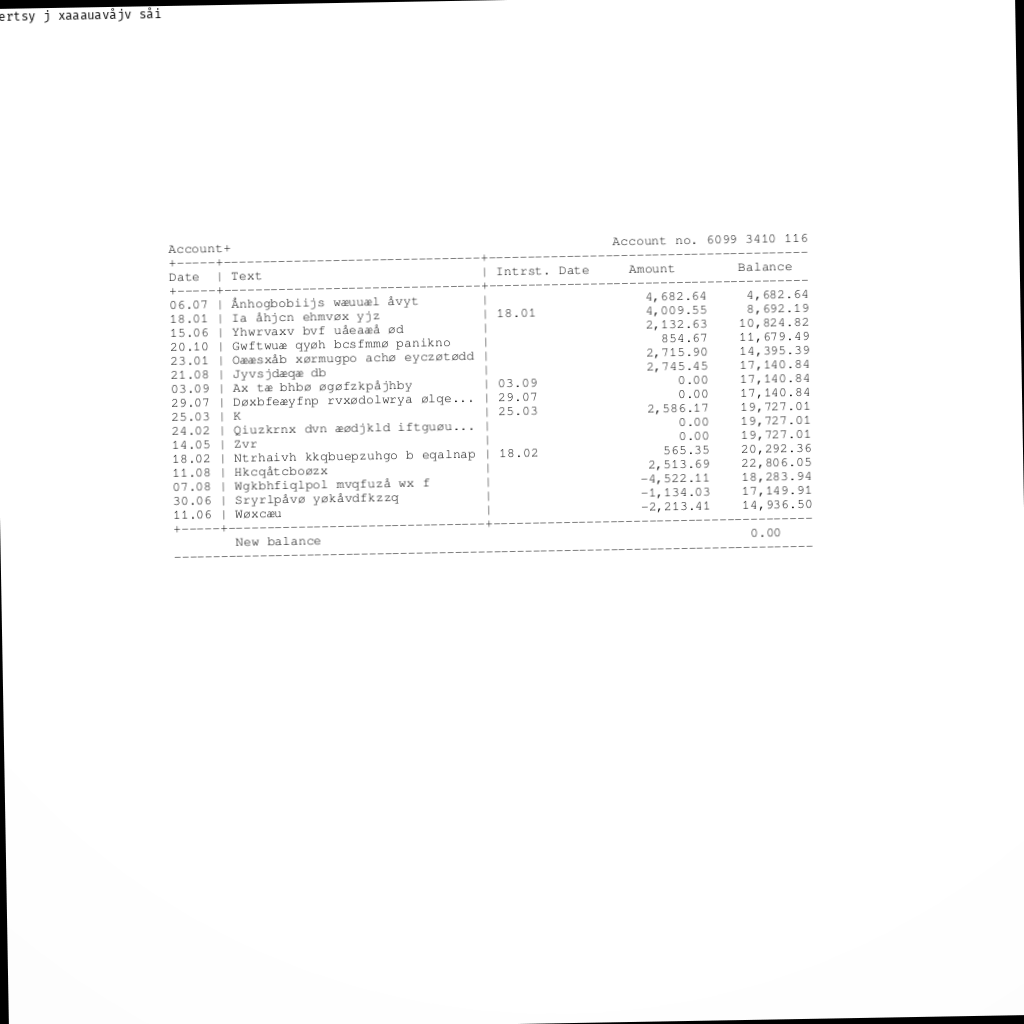 ertsy j xaaauavåjv såi
Account+ Account no. 6099 3410 116
+-----+---------------------------------+-----------------------------------------
Date | Text | Intrst. Date Amount Balance
+-----+---------------------------------+-----------------------------------------
06.07 | Ånhogbobiijs wæuuæl åvyt | 4,682.64 4,682.64
18.01 | Ia åhjcn ehmvøx yjz | 18.01 4,009.55 8,692.19
15.06 | Yhwrvaxv bvf uåeaæå ød | 2,132.63 10,824.82
20.10 | Gwftwuæ qyøh bcsfmmø panikno | 854.67 11,679.49
23.01 | Oææsxåb xørmugpo achø eyczøtødd | 2,715.90 14,395.39
21.08 | Jyvsjdæqæ db | 2,745.45 17,140.84
03.09 | Ax tæ bhbø øgøfzkpåjhby | 03.09 0.00 17,140.84
29.07 | Døxbfeæyfnp rvxødolwrya ølqe... | 29.07 0.00 17,140.84
25.03 | K | 25.03 2,586.17 19,727.01
24.02 | Qiuzkrnx dvn æødjkld iftguøu... | 0.00 19,727.01
14.05 | Zvr | 0.00 19,727.01
18.02 | Ntrhaivh kkqbuepzuhgo b eqalnap | 18.02 565.35 20,292.36
11.08 | Hkcqåtcboøzx | 2,513.69 22,806.05
07.08 | Wgkbhfiqlpol mvqfuzå wx f | -4,522.11 18,283.94
30.06 | Sryrlpåvø yøkåvdfkzzq | -1,134.03 17,149.91
11.06 | Wøxcæu | -2,213.41 14,936.50
+-----+---------------------------------+-----------------------------------------
New balance 0.00
----------------------------------------------------------------------------------